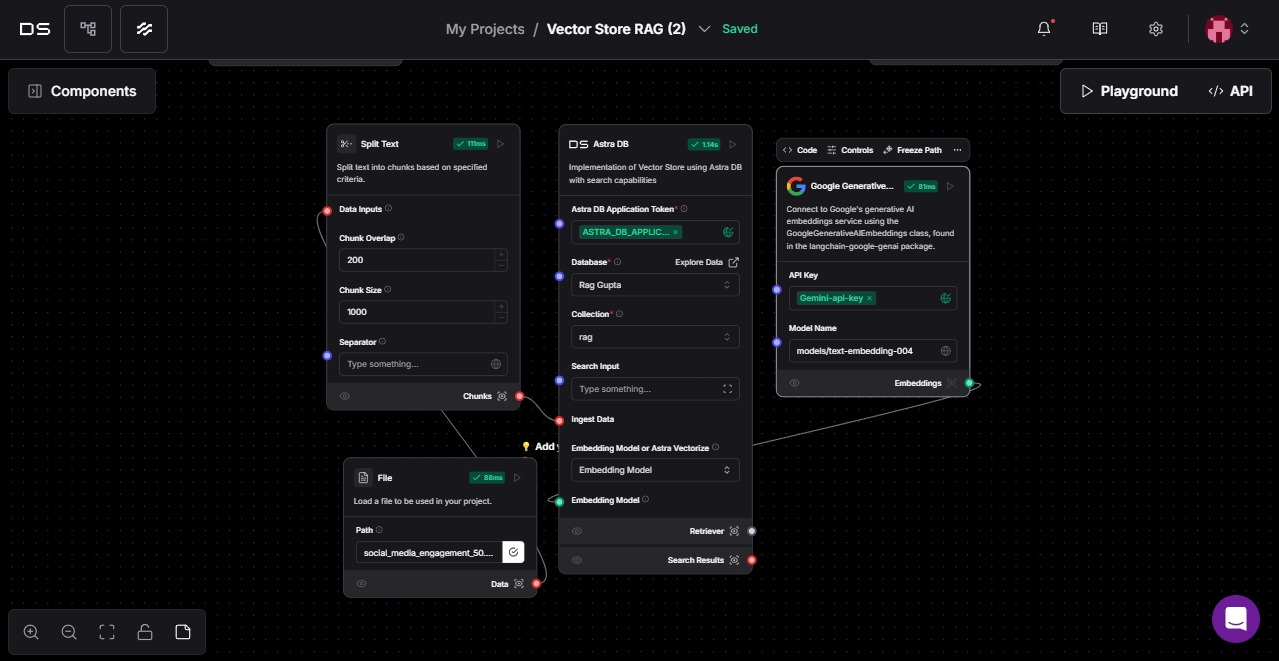 DS
My Projects / Vector Store RAG (2) Saved
Components
Playground
API
Split Text
111ms
Split text into chunks based on specified
criteria.
Data Inputs
Chunk Overlap
200
Chunk Size
1000
Separator
Type something...
Chunks
💡 Add
File
88ms
Load a file to be used in your project.
Path
social_media_engagement_50....
Data
DS Astra DB
1.14s
Implementation of Vector Store using Astra DB
with search capabilities
Astra DB Application Token*
ASTRA_DB_APPLIC... ×
Database*
Explore Data
Rag Gupta
Collection*
rag
Search Input
Type something...
Ingest Data
Embedding Model or Astra Vectorize
Embedding Model
Embedding Model
Retriever
Search Results
Code
Controls
Freeze Path
...
Google Generative...
81ms
Connect to Google's generative AI
embeddings service using the
GoogleGenerativeAIEmbeddings class, found
in the langchain-google-genai package.
API Key
Gemini-api-key ×
Model Name
models/text-embedding-004
Embeddings